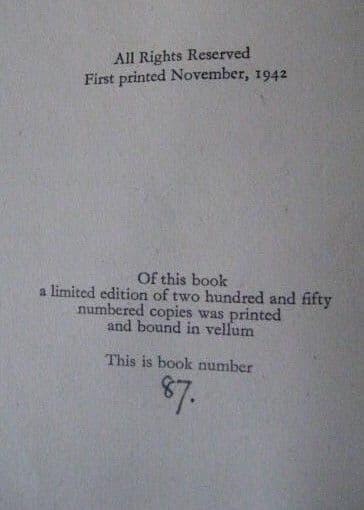 All Rights Reserved
First printed November, 1942
Of this book
a limited edition of two hundred and fifty
numbered copies was printed
and bound in vellum
This is book number
87.